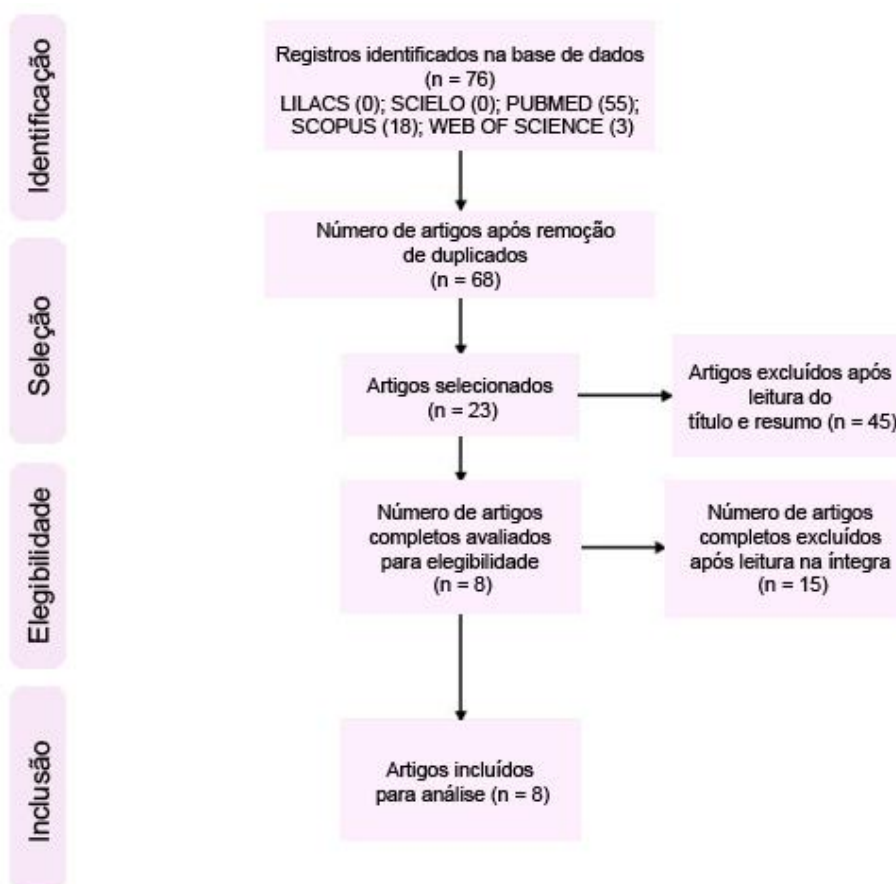 Identificação
Registros identificados na base de dados
(n = 76)
LILACS (0); SCIELO (0); PUBMED (55);
SCOPUS (18); WEB OF SCIENCE (3)
Seleção
Número de artigos após remoção
de duplicados
(n = 68)
Artigos selecionados
(n = 23)
Artigos excluídos após
leitura do
título e resumo (n = 45)
Elegibilidade
Número de artigos
completos avaliados
para elegibilidade
(n = 8)
Número de artigos
completos excluídos
após leitura na íntegra
(n = 15)
Inclusão
Artigos incluídos
para análise (n = 8)